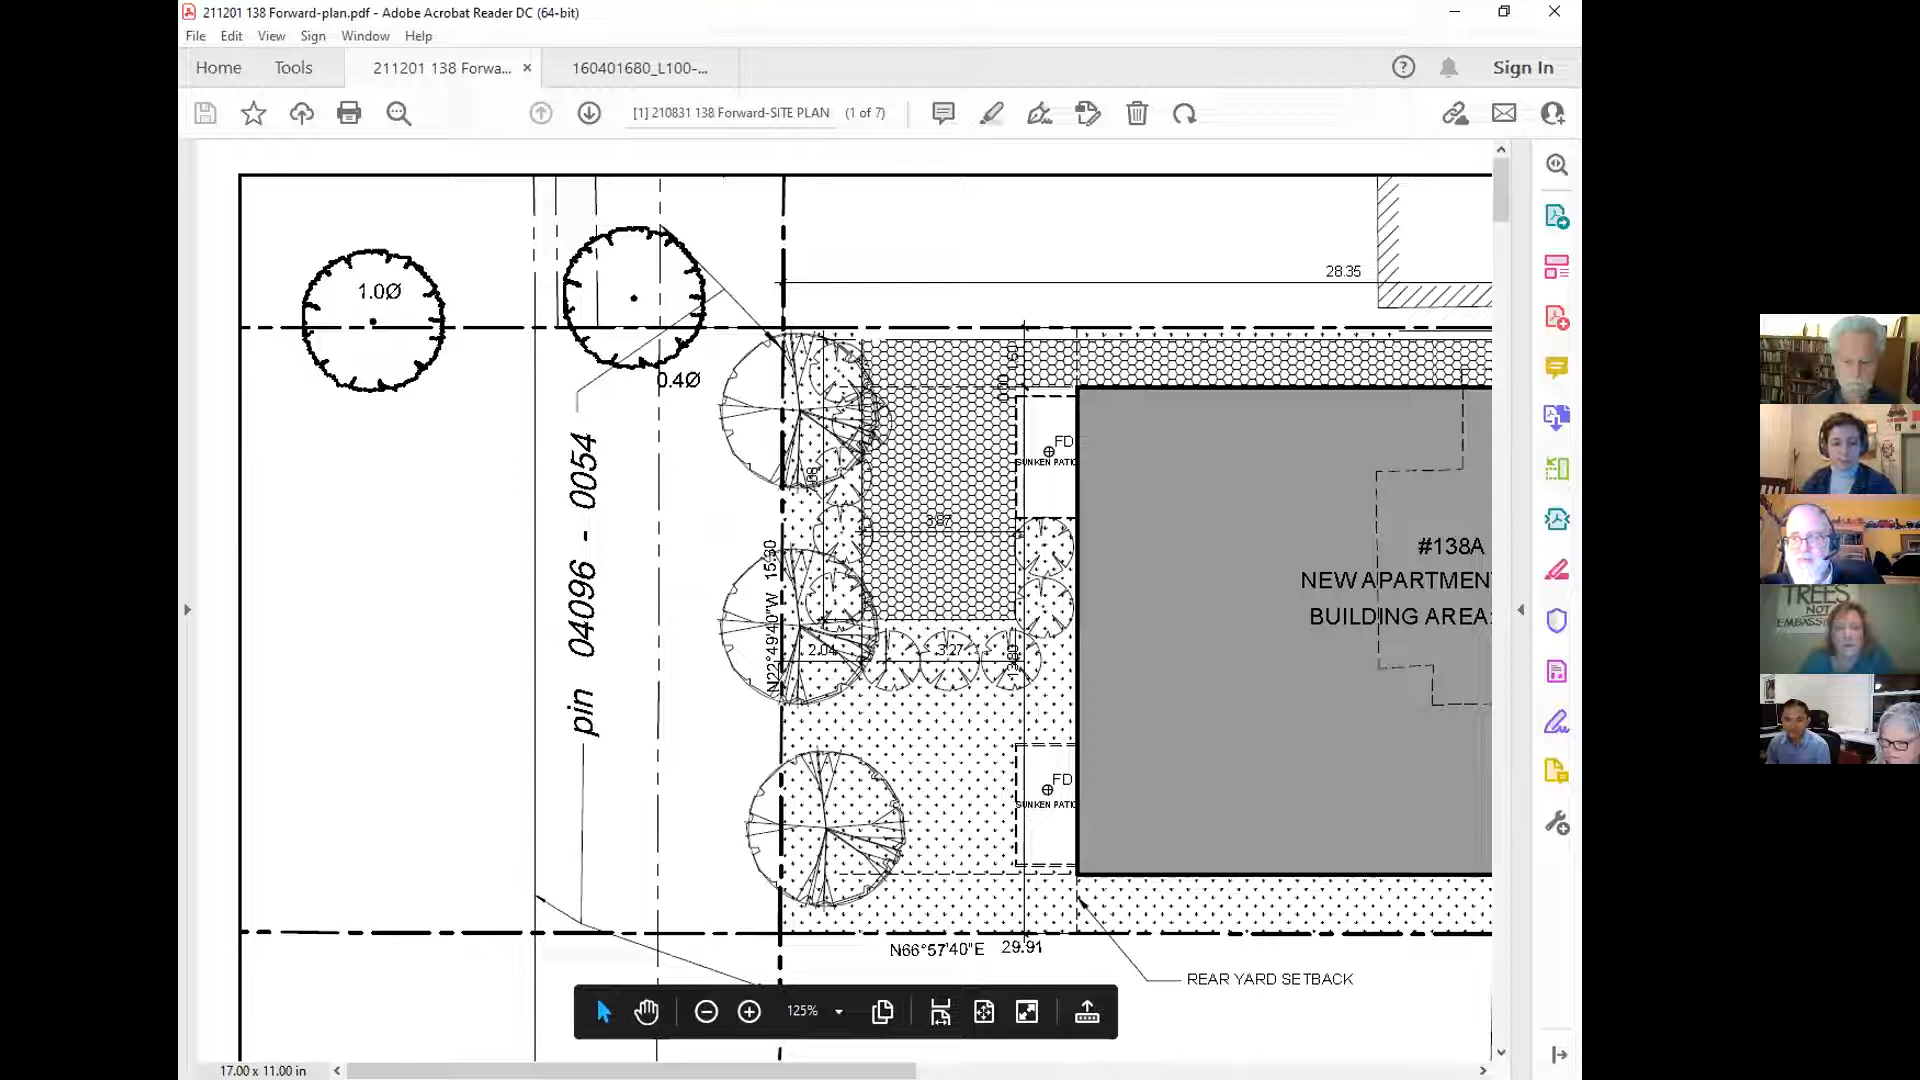 211201 138 Forward-plan.pdf - Adobe Acrobat Reader DC (64-bit)
File Edit View Sign Window Help
Home Tools 211201 138 Forwa... × 160401680_L100-... Sign In
[1] 210831 138 Forward-SITE PLAN (1 of 7)
28.35
1.0Ø
0.4Ø
1.50
FD
SUNKEN PATIO
pin 04096 - 0054
3.87
#138A
NEW APARTMENT
BUILDING AREA:
N22°49'40"W 15.30
2.04
3.27
13.80
FD
SUNKEN PATIO
N66°57'40"E 29.91
REAR YARD SETBACK
125%
17.00 x 11.00 in
TREES
NOT